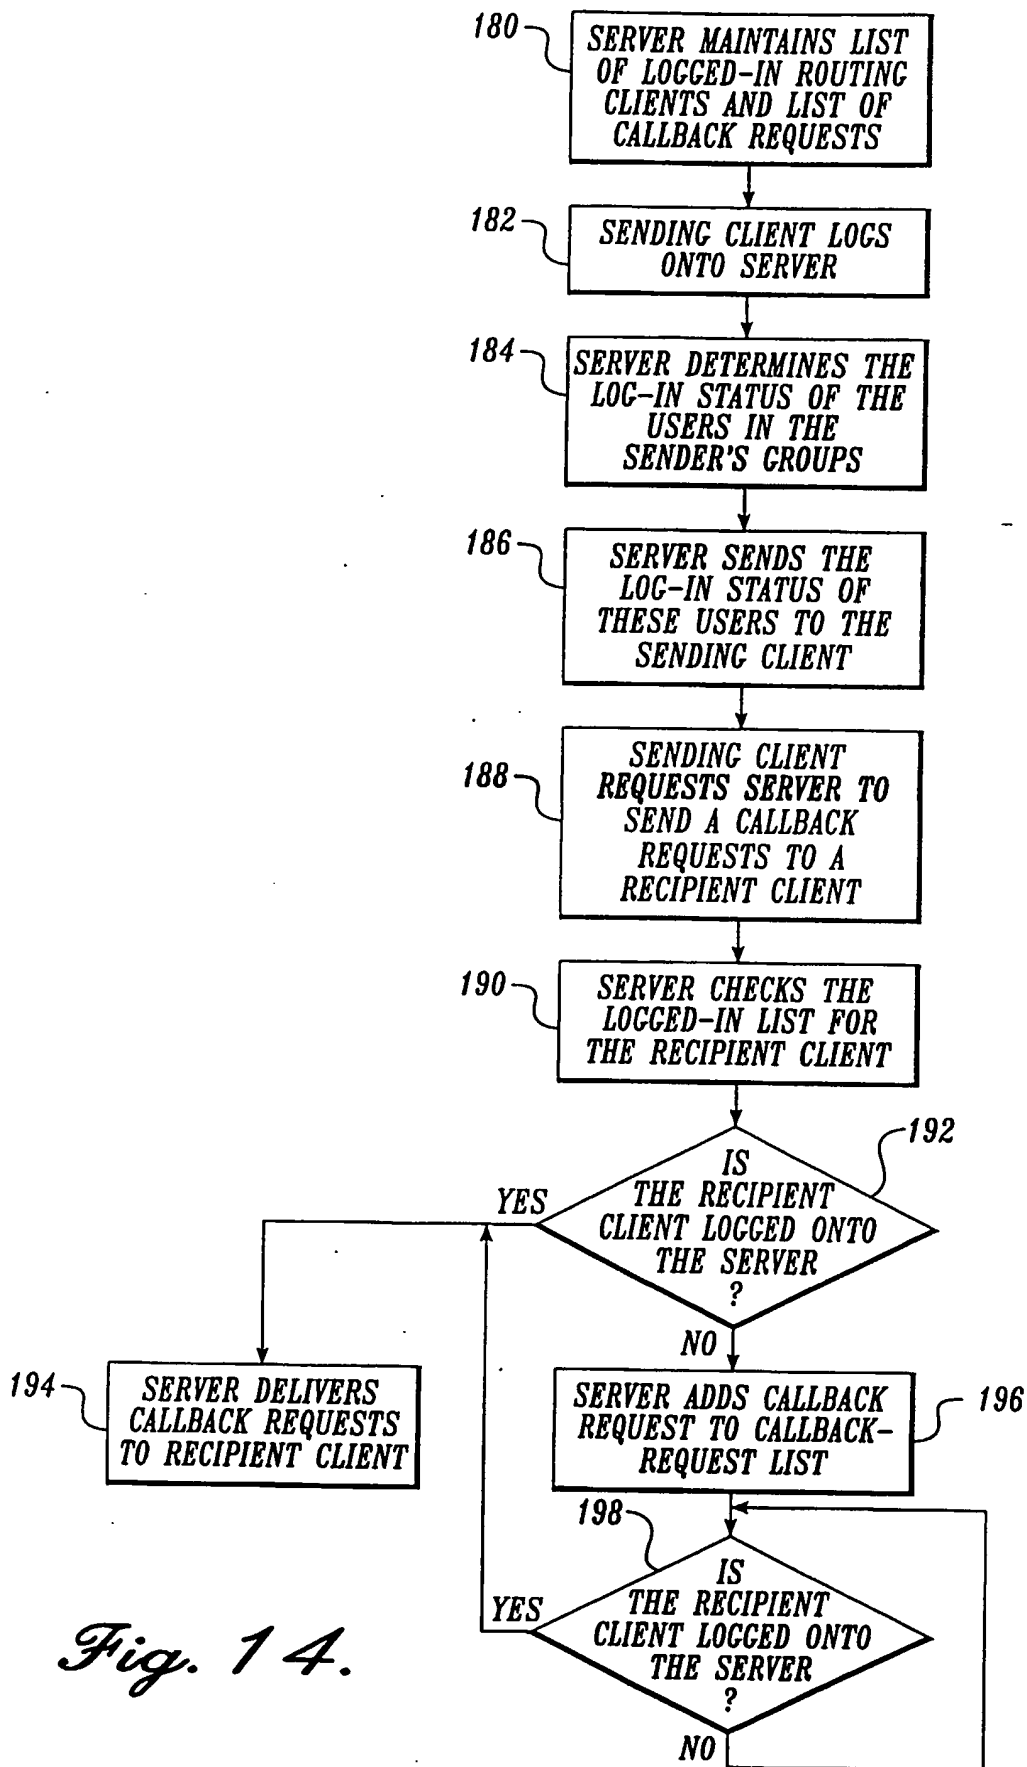 180
SERVER MAINTAINS LIST
OF LOGGED-IN ROUTING
CLIENTS AND LIST OF
CALLBACK REQUESTS
182
SENDING CLIENT LOGS
ONTO SERVER
184
SERVER DETERMINES THE
LOG-IN STATUS OF THE
USERS IN THE
SENDER'S GROUPS
186
SERVER SENDS THE
LOG-IN STATUS OF
THESE USERS TO THE
SENDING CLIENT
188
SENDING CLIENT
REQUESTS SERVER TO
SEND A CALLBACK
REQUESTS TO A
RECIPIENT CLIENT
190
SERVER CHECKS THE
LOGGED-IN LIST FOR
THE RECIPIENT CLIENT
192
IS
THE RECIPIENT
CLIENT LOGGED ONTO
THE SERVER
?
YES
NO
194
SERVER DELIVERS
CALLBACK REQUESTS
TO RECIPIENT CLIENT
SERVER ADDS CALLBACK
REQUEST TO CALLBACK-
REQUEST LIST
196
198
IS
THE RECIPIENT
CLIENT LOGGED ONTO
THE SERVER
?
YES
NO
Fig. 14.